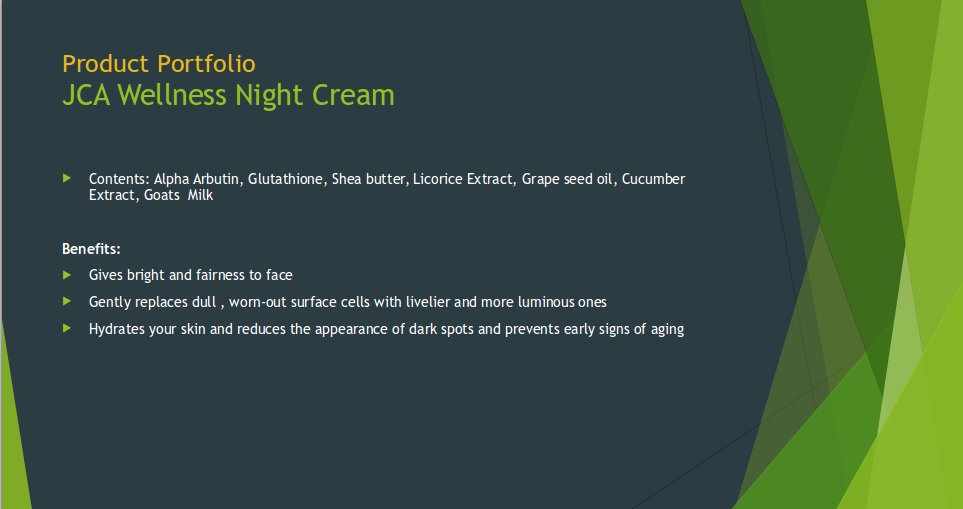 Product Portfolio
JCA Wellness Night Cream
Contents: Alpha Arbutin, Glutathione, Shea butter, Licorice Extract, Grape seed oil, Cucumber
Extract, Goats  Milk
Benefits:
Gives bright and fairness to face
Gently replaces dull , worn-out surface cells with livelier and more luminous ones
Hydrates your skin and reduces the appearance of dark spots and prevents early signs of aging